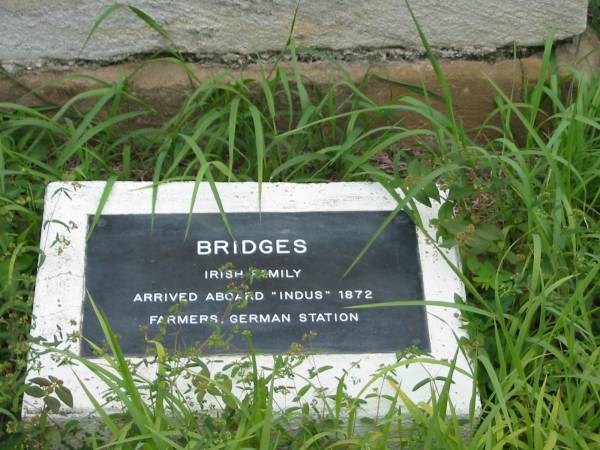 BRIDGES
IRISH FAMILY
ARRIVED ABOARD "INDUS" 1872
FARMERS, GERMAN STATION